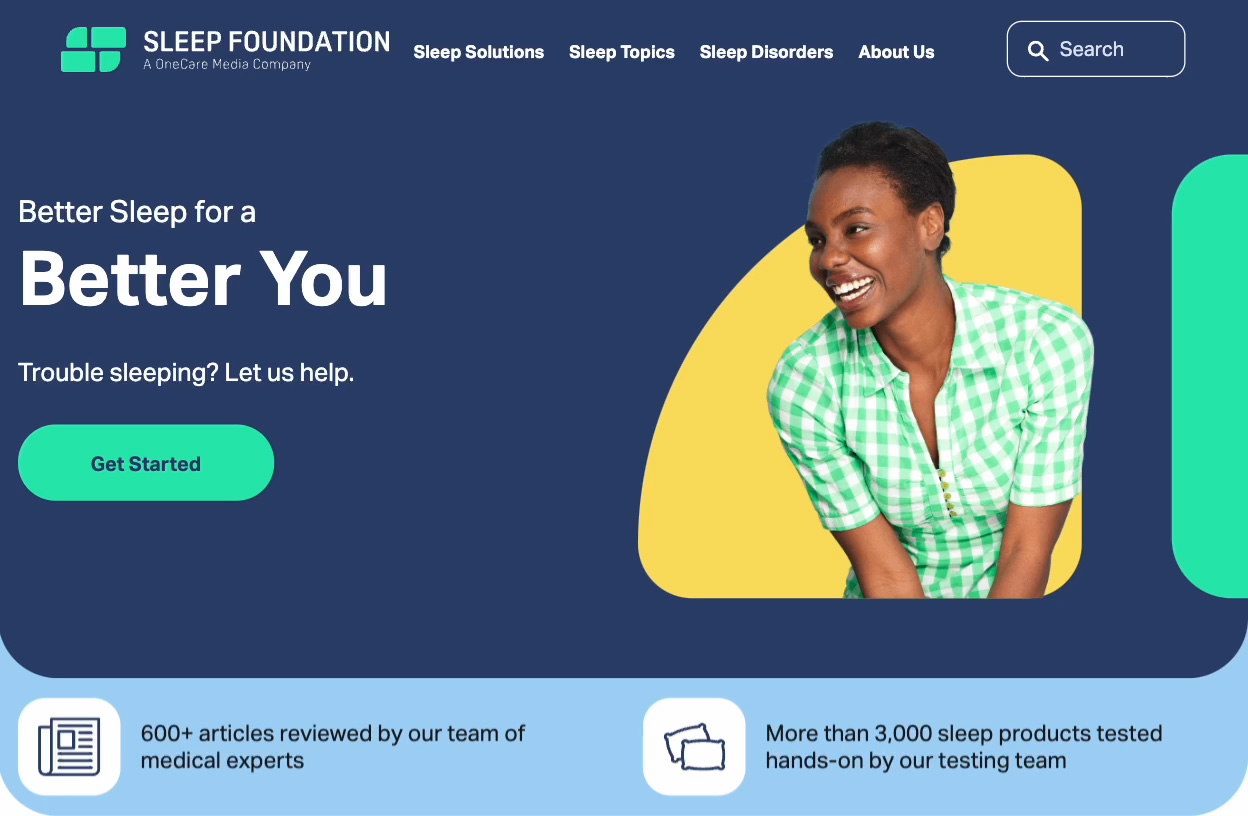 SLEEP FOUNDATION
A OneCare Media Company
Sleep Solutions
Sleep Topics
Sleep Disorders
About Us
Search
Better Sleep for a
Better You
Trouble sleeping? Let us help.
Get Started
600+ articles reviewed by our team of
medical experts
More than 3,000 sleep products tested
hands-on by our testing team